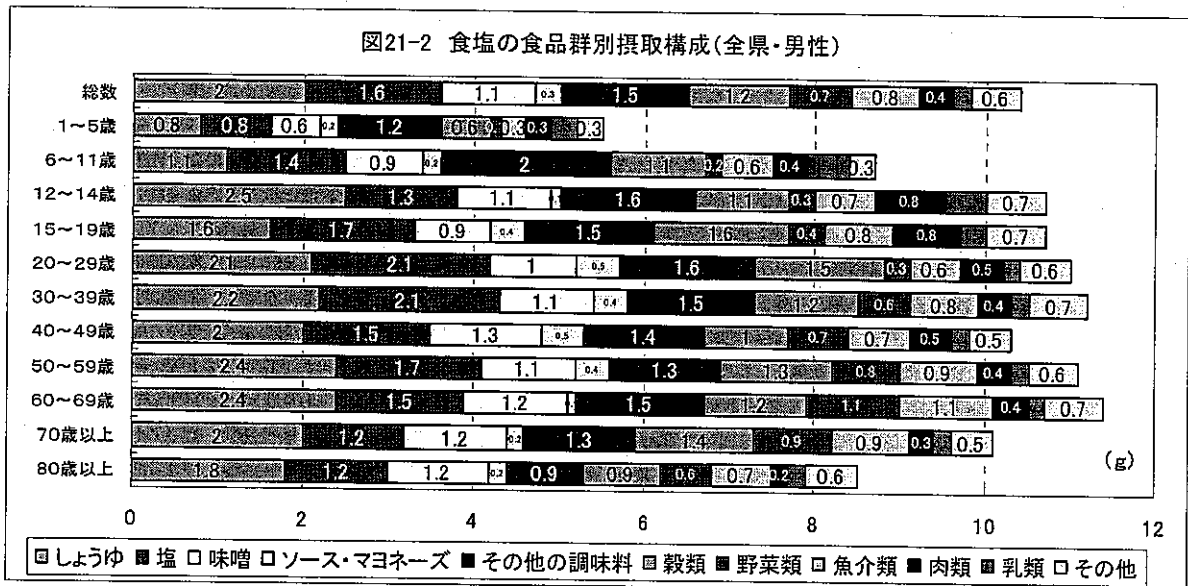 図21-2 食塩の食品群別摂取構成(全県・男性)
総数 2 1.6 1.1 0.3 1.5 1.2 0.7 0.8 0.4 0.6
1~5歳 0.8 0.8 0.6 0.2 1.2 0.6 0.3 0.3 0.3
6~11歳 1.1 1.4 0.9 0.2 2 1.1 0.2 0.6 0.4 0.3
12~14歳 2.5 1.3 1.1 1.6 1.1 0.3 0.7 0.8 0.7
15~19歳 1.6 1.7 0.9 0.4 1.5 1.6 0.4 0.8 0.8 0.7
20~29歳 2.1 2.1 1 0.5 1.6 1.5 0.3 0.6 0.5 0.6
30~39歳 2.2 2.1 1.1 0.4 1.5 1.2 0.6 0.8 0.4 0.7
40~49歳 2 1.5 1.3 0.5 1.4 1 0.7 0.7 0.5 0.5
50~59歳 2.4 1.7 1.1 0.4 1.3 1.3 0.8 0.9 0.4 0.6
60~69歳 2.4 1.5 1.2 1.5 1.2 1.1 1.1 0.4 0.7
70歳以上 2 1.2 1.2 0.2 1.3 1.4 0.9 0.9 0.3 0.5
(g)
80歳以上 1.8 1.2 1.2 0.2 0.9 0.9 0.6 0.7 0.2 0.6
0 2 4 6 8 10 12
しょうゆ 塩 味噌 ソース・マヨネーズ その他の調味料 穀類 野菜類 魚介類 肉類 乳類 その他